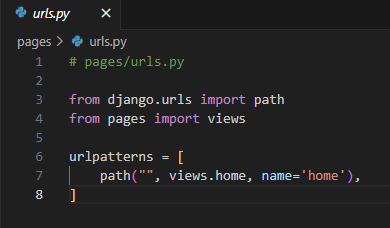 urls.py
pages > urls.py
1 # pages/urls.py
2
3 from django.urls import path
4 from pages import views
5
6 urlpatterns = [
7     path("", views.home, name='home'),
8 ]